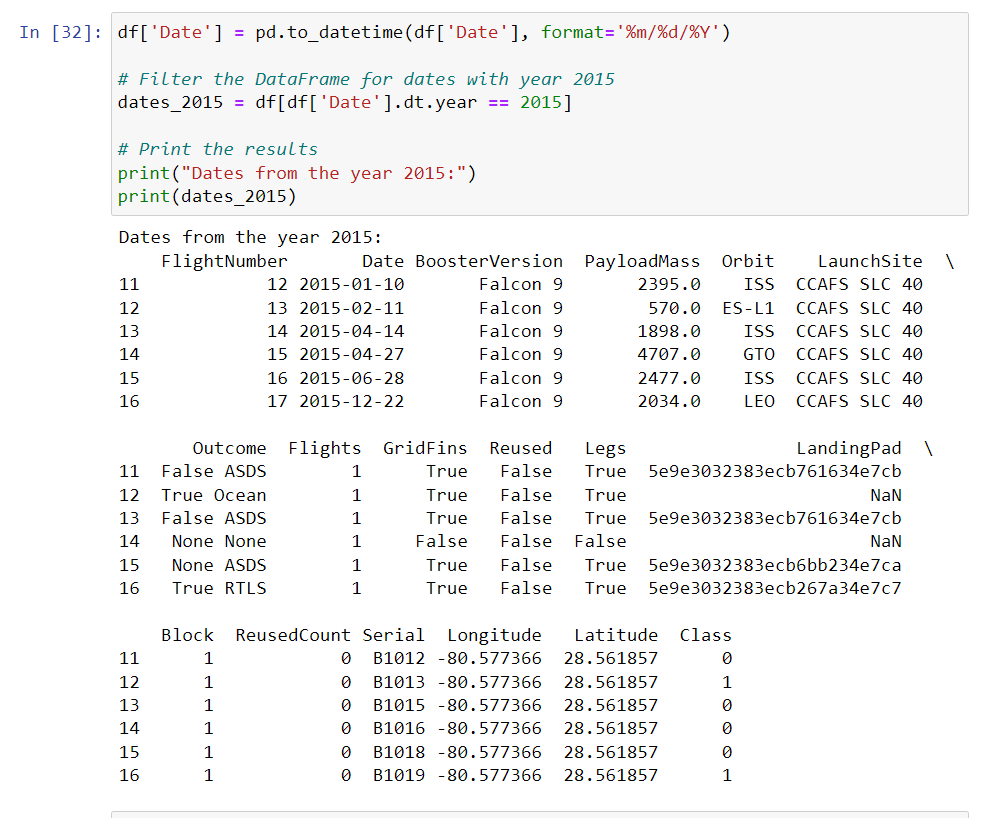 In [32]: df['Date'] = pd.to_datetime(df['Date'], format='%m/%d/%Y')
# Filter the DataFrame for dates with year 2015
dates_2015 = df[df['Date'].dt.year == 2015]
# Print the results
print("Dates from the year 2015:")
print(dates_2015)
Dates from the year 2015:
FlightNumber Date BoosterVersion PayloadMass Orbit LaunchSite \
11 12 2015-01-10 Falcon 9 2395.0 ISS CCAFS SLC 40
12 13 2015-02-11 Falcon 9 570.0 ES-L1 CCAFS SLC 40
13 14 2015-04-14 Falcon 9 1898.0 ISS CCAFS SLC 40
14 15 2015-04-27 Falcon 9 4707.0 GTO CCAFS SLC 40
15 16 2015-06-28 Falcon 9 2477.0 ISS CCAFS SLC 40
16 17 2015-12-22 Falcon 9 2034.0 LEO CCAFS SLC 40
Outcome Flights GridFins Reused Legs LandingPad \
11 False ASDS 1 True False True 5e9e3032383ecb761634e7cb
12 True Ocean 1 True False True NaN
13 False ASDS 1 True False True 5e9e3032383ecb761634e7cb
14 None None 1 False False False NaN
15 None ASDS 1 True False True 5e9e3032383ecb6bb234e7ca
16 True RTLS 1 True False True 5e9e3032383ecb267a34e7c7
Block ReusedCount Serial Longitude Latitude Class
11 1 0 B1012 -80.577366 28.561857 0
12 1 0 B1013 -80.577366 28.561857 1
13 1 0 B1015 -80.577366 28.561857 0
14 1 0 B1016 -80.577366 28.561857 0
15 1 0 B1018 -80.577366 28.561857 0
16 1 0 B1019 -80.577366 28.561857 1